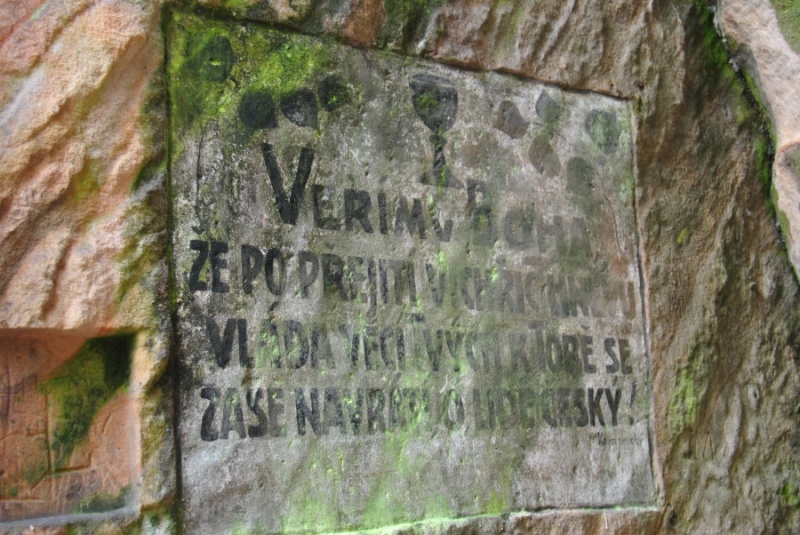 VĚŘÍM V BOHA
ŽE PO PŘEJITÍ VICHŘIC HNĚVU
VLÁDA VĚCÍ TVÝCH K TOBĚ SE
ZASE NAVRÁTÍ, Ó LIDE ČESKÝ!